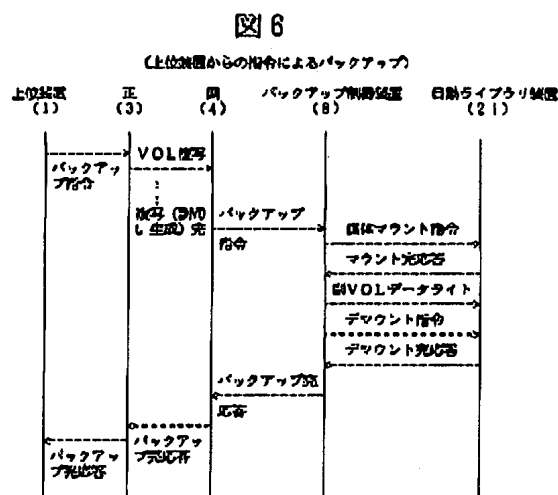 図6
(上位装置からの指令によるバックアップ)
上位装置 正 副 バックアップ制御装置 自動ライブラリ装置
(1) (3) (4) (8) (21)
バックアッ
プ指令
VOL複写
複写(副VO
L生成)完
バックアップ
指令
媒体マウント指令
マウント完応答
副VOLデータライト
デマウント指令
デマウント完応答
バックアップ完
応答
バックアッ
プ完応答
バックアッ
プ完応答